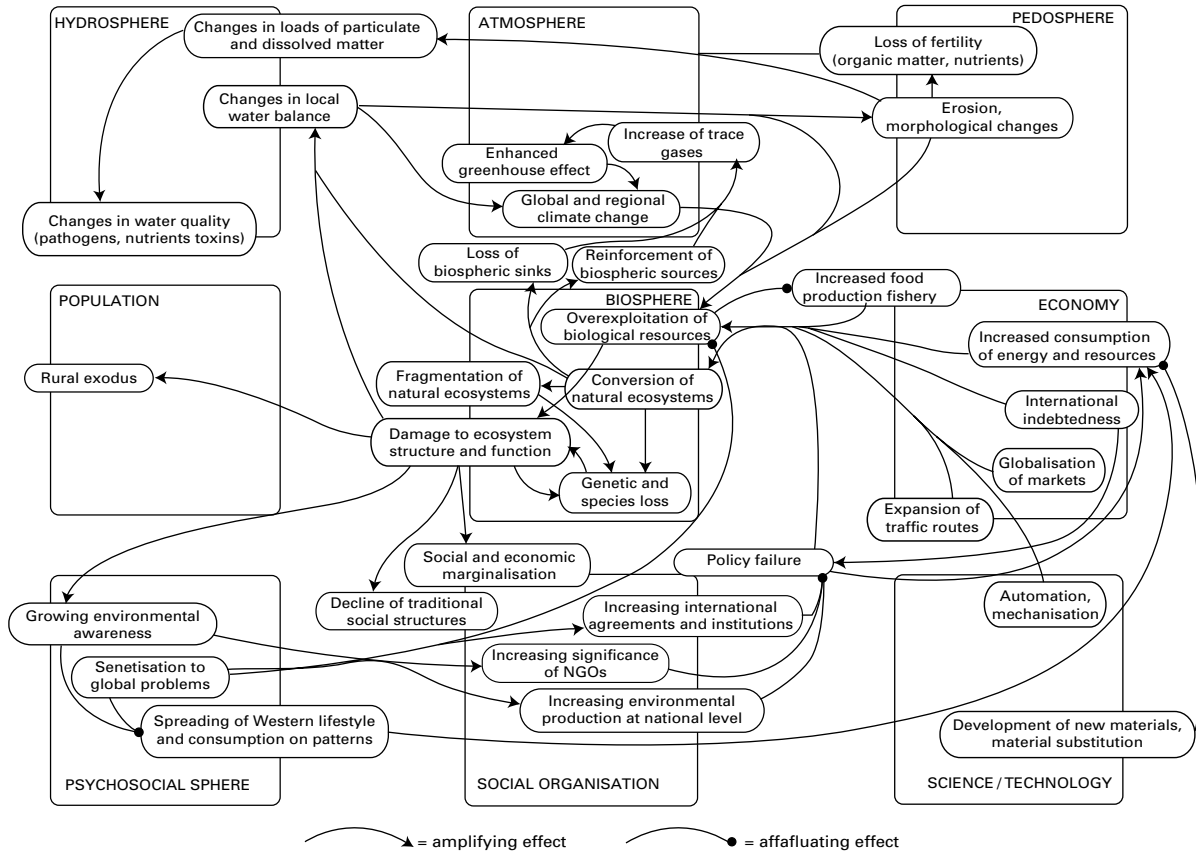 HYDROSPHERE
Changes in loads of particulate
and dissolved matter
Changes in local
water balance
Changes in water quality
(pathogens, nutrients toxins)
ATMOSPHERE
Increase of trace
gases
Enhanced
greenhouse effect
Global and regional
climate change
PEDOSPHERE
Loss of fertility
(organic matter, nutrients)
Erosion,
morphological changes
Loss of
biospheric sinks
Reinforcement of
biospheric sources
POPULATION
Rural exodus
BIOSPHERE
Overexploitation of
biological resources
Fragmentation of
natural ecosystems
Conversion of
natural ecosystems
Damage to ecosystem
structure and function
Genetic and
species loss
Increased food
production fishery
ECONOMY
Increased consumption
of energy and resources
International
indebtedness
Globalisation
of markets
Expansion of
traffic routes
Social and economic
marginalisation
Decline of traditional
social structures
Policy failure
Growing environmental
awareness
Senetisation to
global problems
Spreading of Western lifestyle
and consumption on patterns
PSYCHOSOCIAL SPHERE
Increasing international
agreements and institutions
Increasing significance
of NGOs
Increasing environmental
production at national level
SOCIAL ORGANISATION
Automation,
mechanisation
Development of new materials,
material substitution
SCIENCE / TECHNOLOGY
= amplifying effect
= affafluating effect